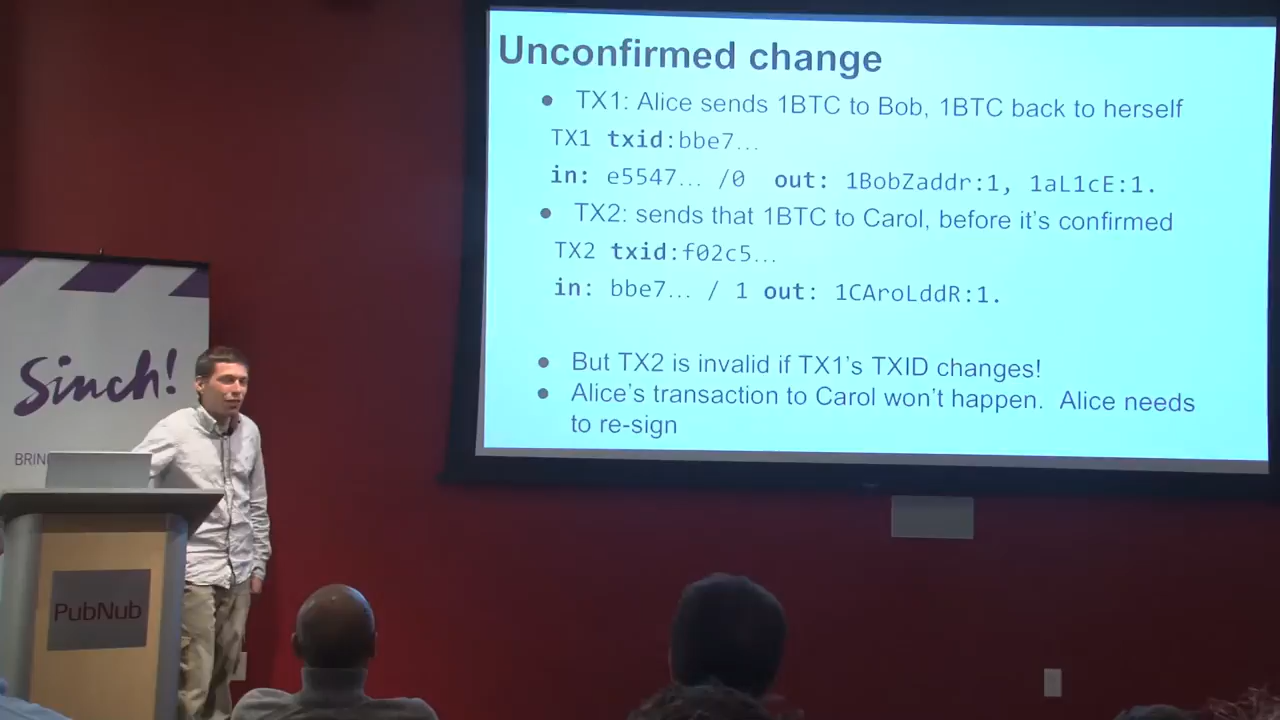 Unconfirmed change
● TX1: Alice sends 1BTC to Bob, 1BTC back to herself
TX1 txid:bbe7...
in: e5547... /0 out: 1BobZaddr:1, 1aL1cE:1.
● TX2: sends that 1BTC to Carol, before it's confirmed
TX2 txid:f02c5...
in: bbe7... / 1 out: 1CAroLddR:1.
● But TX2 is invalid if TX1's TXID changes!
● Alice's transaction to Carol won't happen. Alice needs
to re-sign
Sinch!
BRIN
PubNub